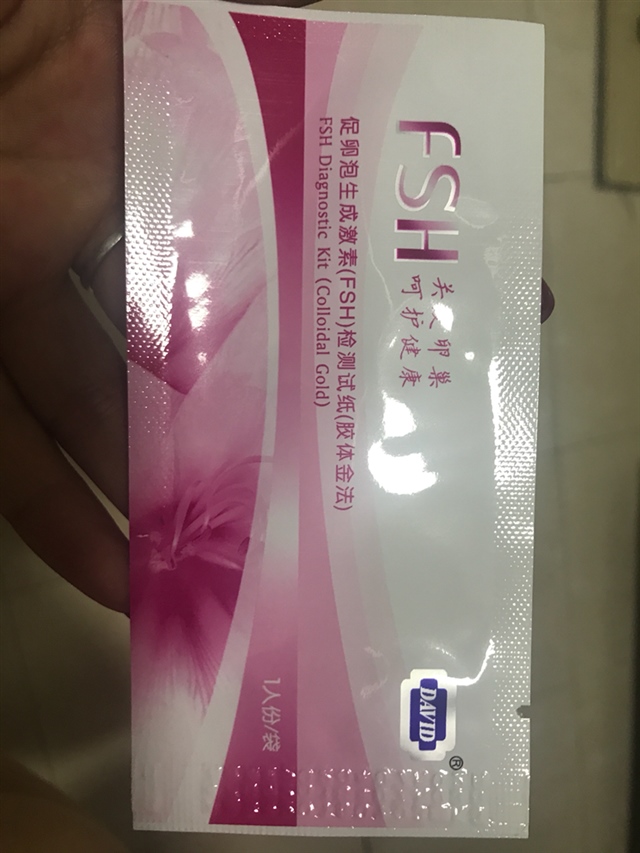 FSH
关爱卵巢
呵护健康
促卵泡生成激素(FSH)检测试纸(胶体金法)
FSH Diagnostic Kit (Colloidal Gold)
1人份/袋
DAVID®